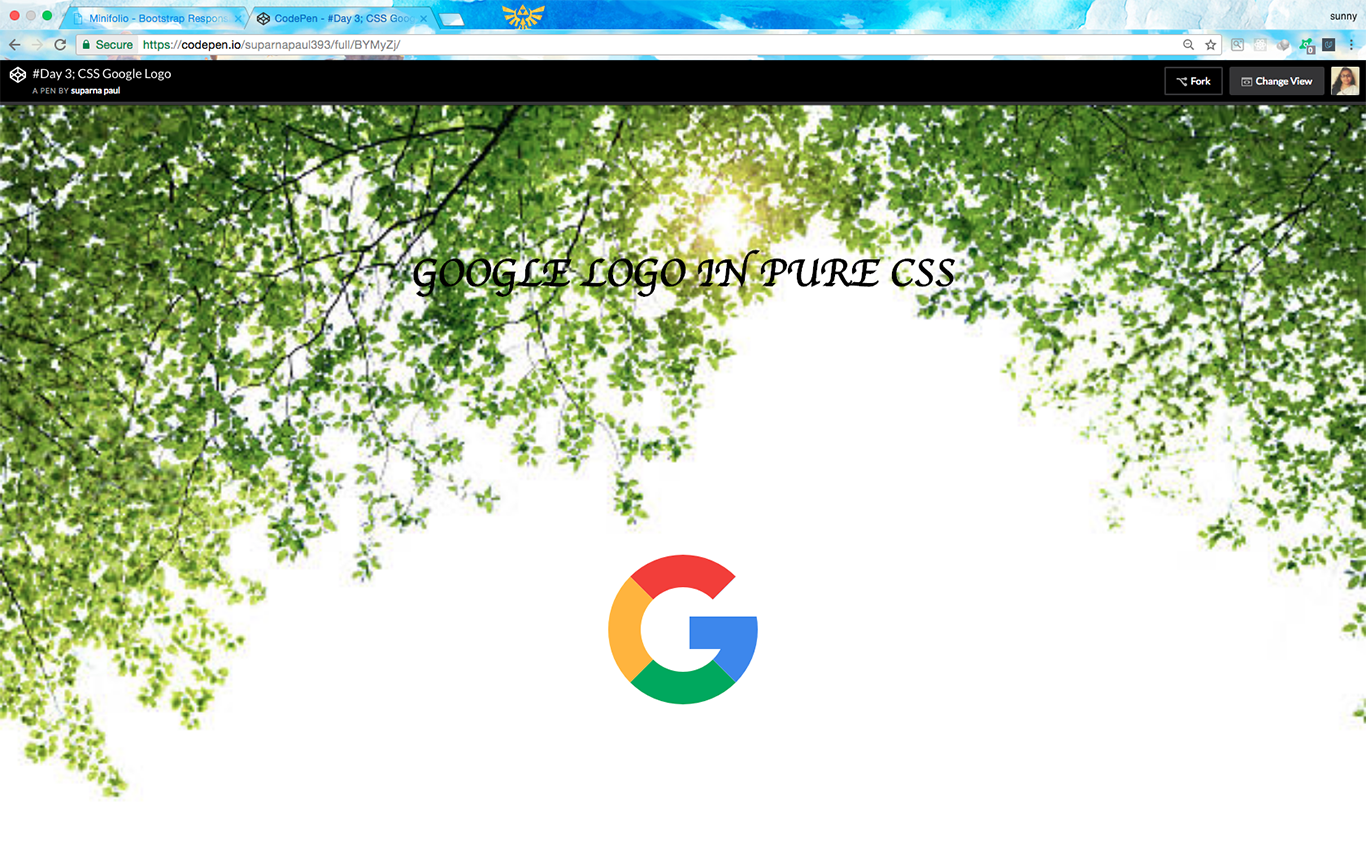 sunny
Minifolio - Bootstrap Respons
CodePen - #Day 3; CSS Goog
Secure https://codepen.io/suparnapaul393/full/BYMyZj/
#Day 3; CSS Google Logo
A PEN BY suparna paul
Fork
Change View
GOOGLE LOGO IN PURE CSS
G